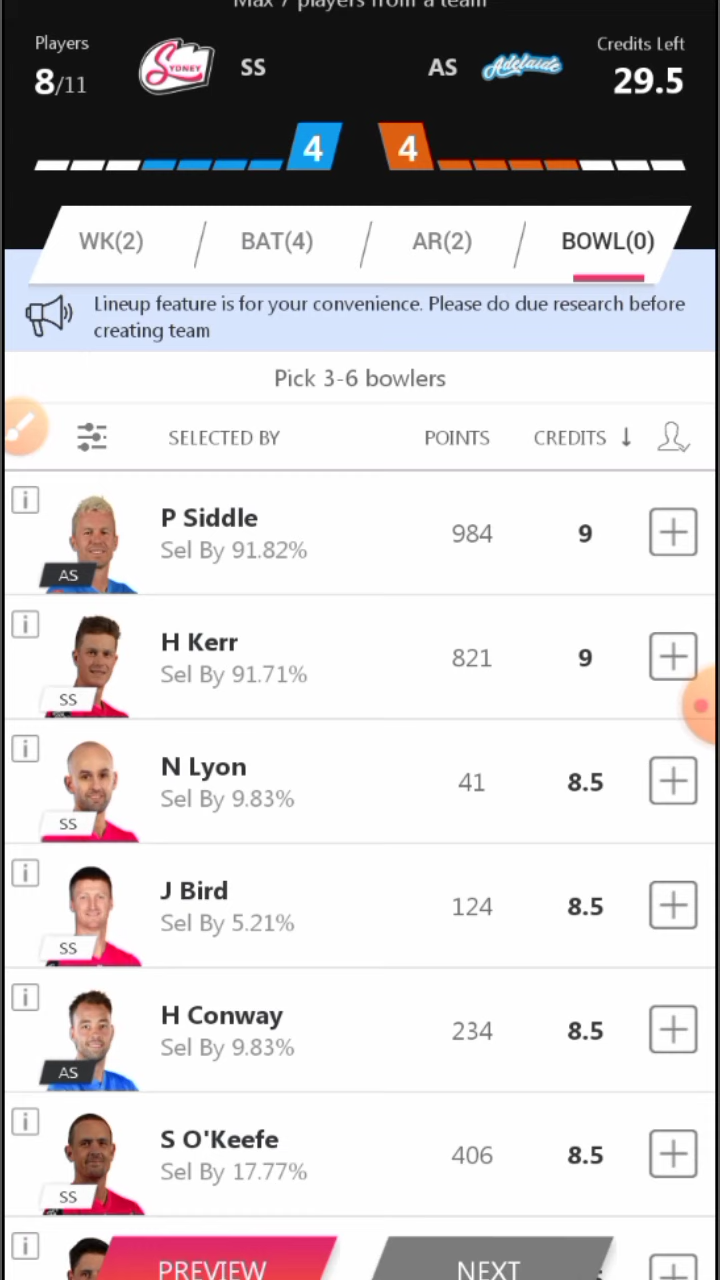 Max 7 players from a team
Players
Credits Left
8/11
SYDNEY
SS
AS
Adelaide
29.5
4
4
WK(2)
BAT(4)
AR(2)
BOWL(0)
Lineup feature is for your convenience. Please do due research before
creating team
Pick 3-6 bowlers
SELECTED BY
POINTS
CREDITS ↓
i
P Siddle
Sel By 91.82%
984
9
AS
i
H Kerr
Sel By 91.71%
821
9
SS
i
N Lyon
Sel By 9.83%
41
8.5
SS
i
J Bird
Sel By 5.21%
124
8.5
SS
i
H Conway
Sel By 9.83%
234
8.5
AS
i
S O'Keefe
Sel By 17.77%
406
8.5
SS
i
PREVIEW
NEXT